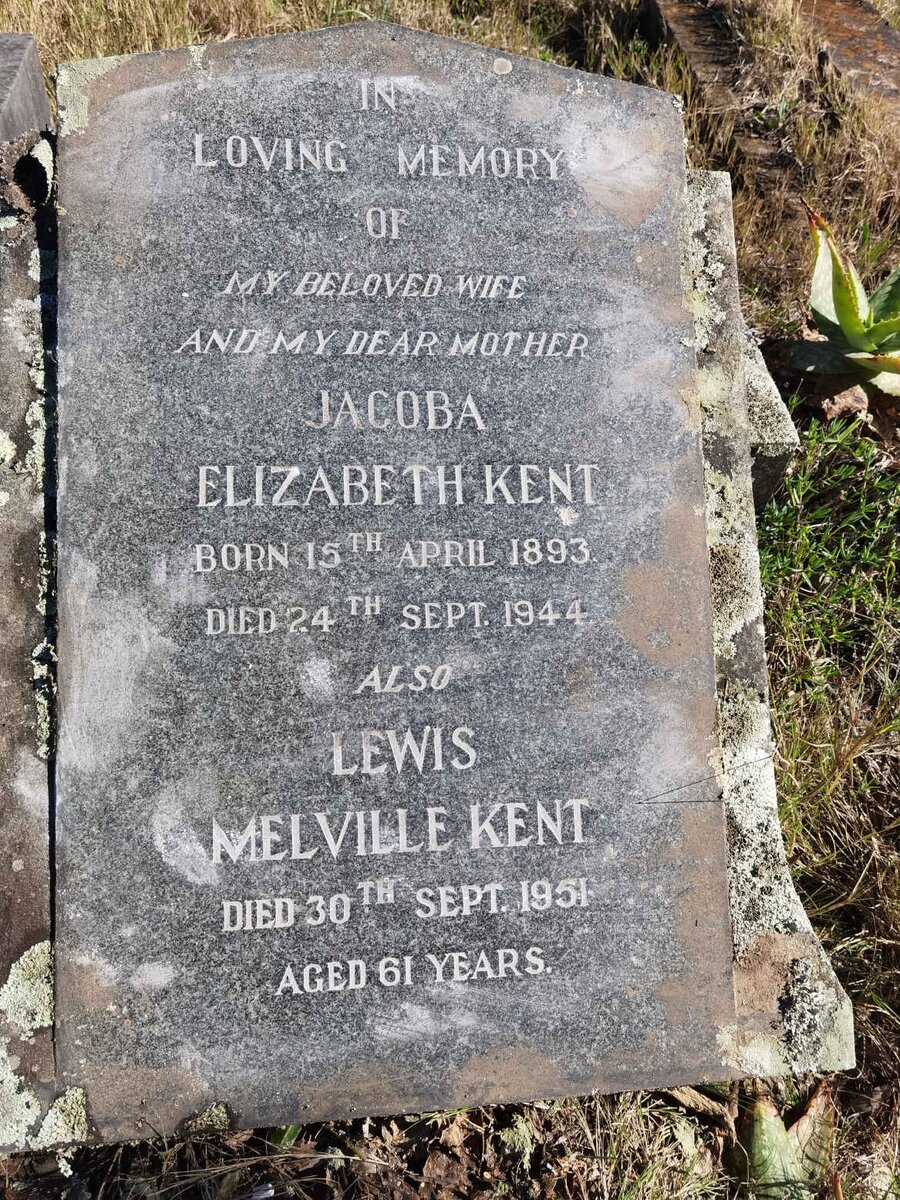 IN
LOVING MEMORY
OF
MY BELOVED WIFE
AND MY DEAR MOTHER
JACOBA
ELIZABETH KENT
BORN 15TH APRIL 1893.
DIED 24TH SEPT. 1944
ALSO
LEWIS
MELVILLE KENT
DIED 30TH SEPT. 1951
AGED 61 YEARS.